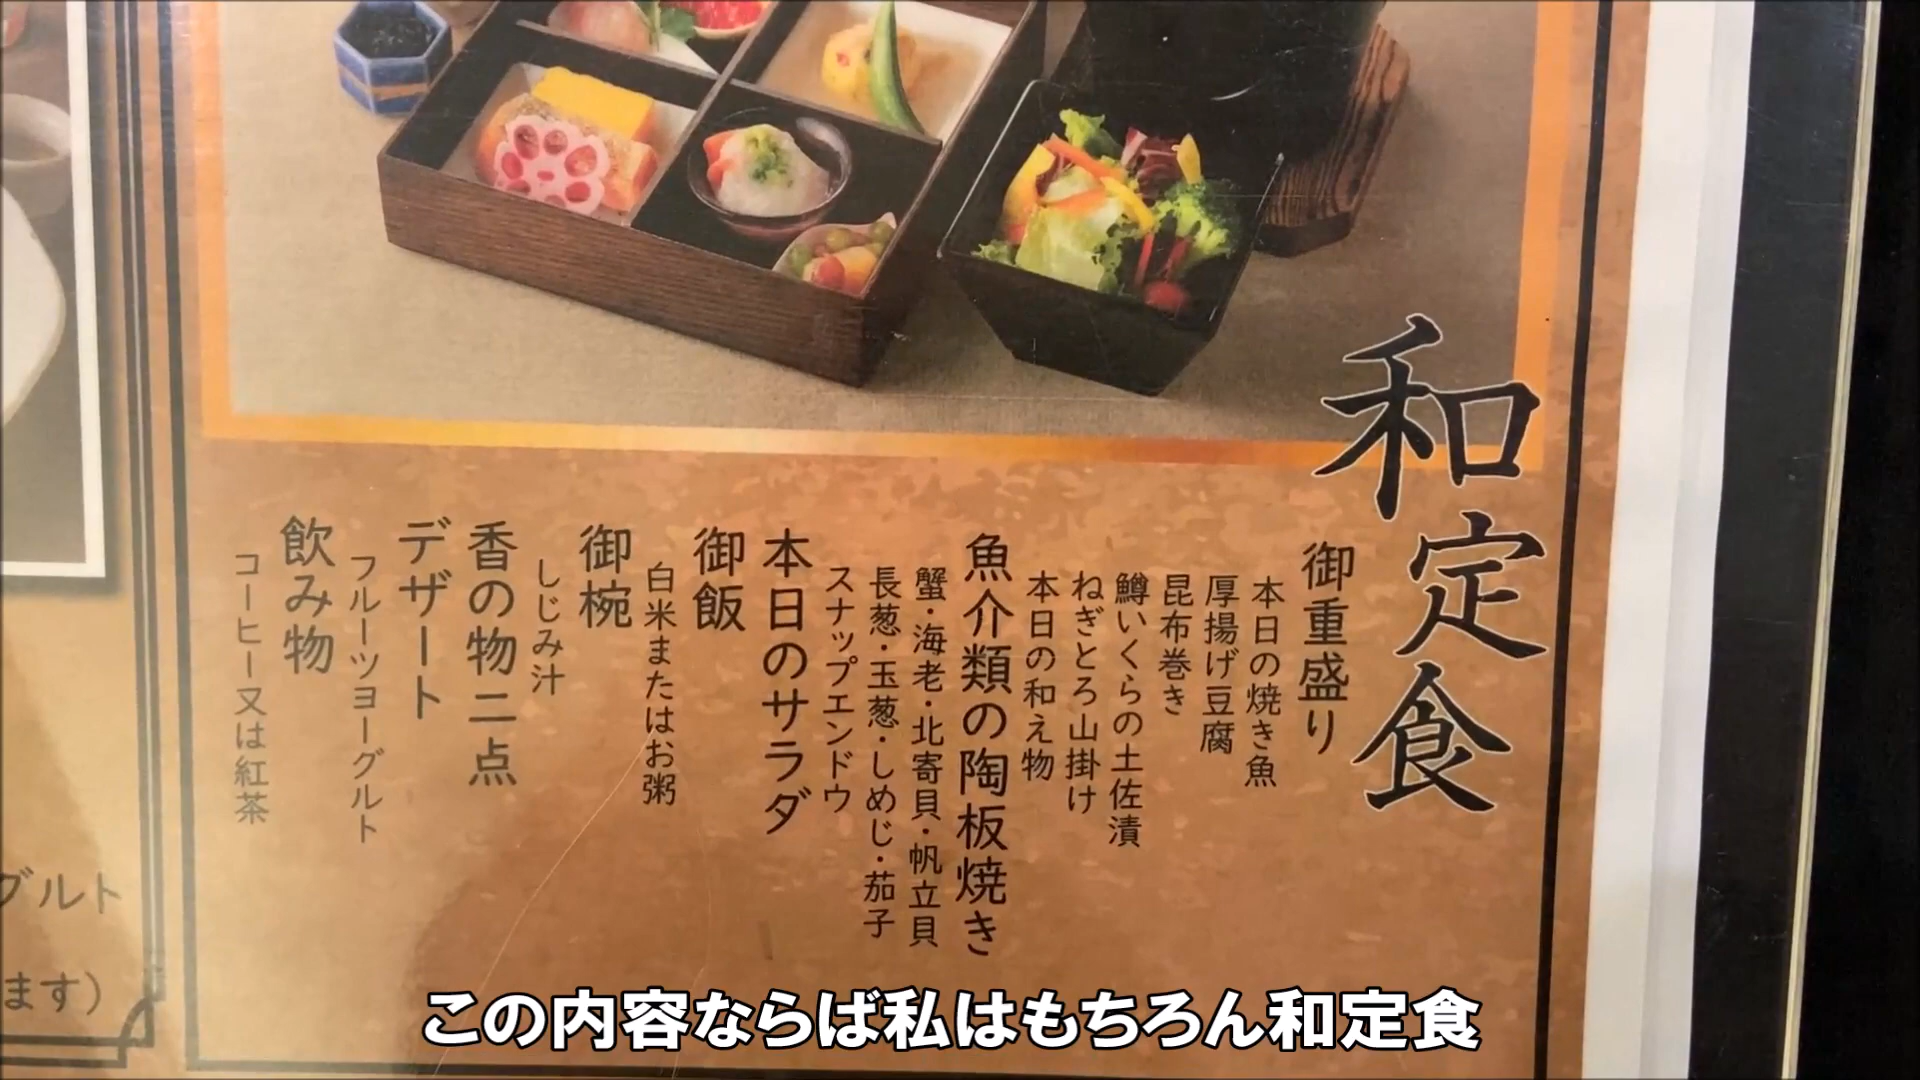 和定食
御重盛り
本日の焼き魚
厚揚げ豆腐
昆布巻き
鱒いくらの土佐漬
ねぎとろ山掛け
本日の和え物
魚介類の陶板焼き
蟹・海老・北寄貝・帆立貝
長葱・玉葱・しめじ・茄子
スナップエンドウ
本日のサラダ
御飯
白米またはお粥
御椀
しじみ汁
香の物二点
デザート
フルーツヨーグルト
飲み物
コーヒー又は紅茶
グルト
ます）
この内容ならば私はもちろん和定食